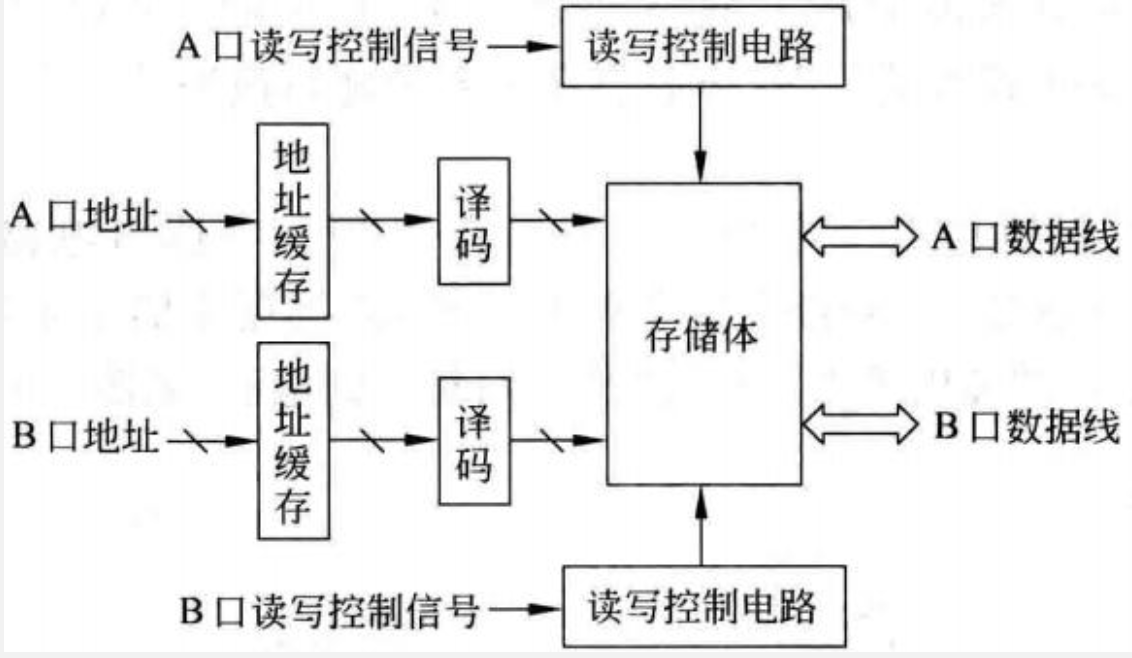 A 口读写控制信号
读写控制电路
A 口地址
地址缓存
译码
存储体
A 口数据线
B 口地址
地址缓存
译码
B 口数据线
B 口读写控制信号
读写控制电路